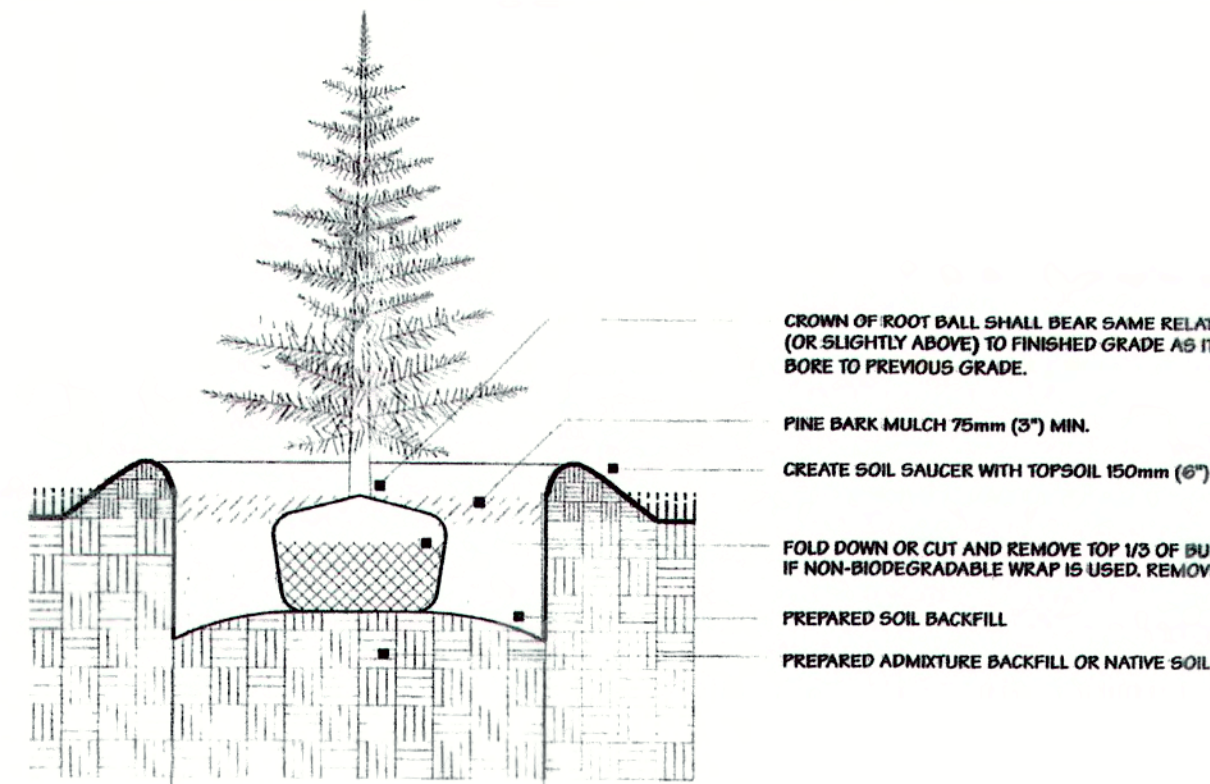 CROWN OF ROOT BALL SHALL BEAR SAME RELAT
(OR SLIGHTLY ABOVE) TO FINISHED GRADE AS IT
BORE TO PREVIOUS GRADE.
PINE BARK MULCH 75mm (3") MIN.
CREATE SOIL SAUCER WITH TOPSOIL 150mm (6")
FOLD DOWN OR CUT AND REMOVE TOP 1/3 OF BU
IF NON-BIODEGRADABLE WRAP IS USED. REMOV
PREPARED SOIL BACKFILL
PREPARED ADMIXTURE BACKFILL OR NATIVE SOIL